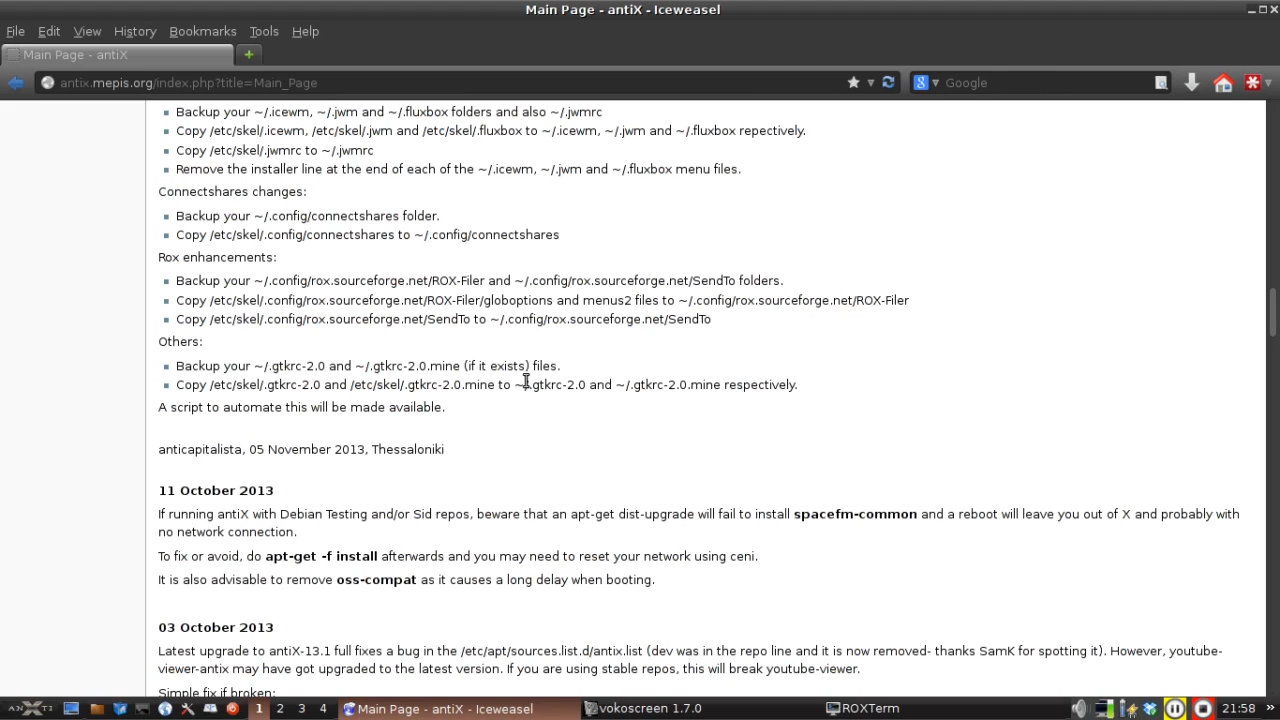 Main Page - antiX - Iceweasel
File Edit View History Bookmarks Tools Help
Main Page - antiX
antix.mepis.org/index.php?title=Main_Page
Google
Backup your ~/.icewm, ~/.jwm and ~/.fluxbox folders and also ~/.jwmrc
Copy /etc/skel/.icewm, /etc/skel/.jwm and /etc/skel/.fluxbox to ~/.icewm, ~/.jwm and ~/.fluxbox repectively.
Copy /etc/skel/.jwmrc to ~/.jwmrc
Remove the installer line at the end of each of the ~/.icewm, ~/.jwm and ~/.fluxbox menu files.
Connectshares changes:
Backup your ~/.config/connectshares folder.
Copy /etc/skel/.config/connectshares to ~/.config/connectshares
Rox enhancements:
Backup your ~/.config/rox.sourceforge.net/ROX-Filer and ~/.config/rox.sourceforge.net/SendTo folders.
Copy /etc/skel/.config/rox.sourceforge.net/ROX-Filer/globoptions and menus2 files to ~/.config/rox.sourceforge.net/ROX-Filer
Copy /etc/skel/.config/rox.sourceforge.net/SendTo to ~/.config/rox.sourceforge.net/SendTo
Others:
Backup your ~/.gtkrc-2.0 and ~/.gtkrc-2.0.mine (if it exists) files.
Copy /etc/skel/.gtkrc-2.0 and /etc/skel/.gtkrc-2.0.mine to ~/.gtkrc-2.0 and ~/.gtkrc-2.0.mine respectively.
A script to automate this will be made available.
anticapitalista, 05 November 2013, Thessaloniki
11 October 2013
If running antiX with Debian Testing and/or Sid repos, beware that an apt-get dist-upgrade will fail to install spacefm-common and a reboot will leave you out of X and probably with
no network connection.
To fix or avoid, do apt-get -f install afterwards and you may need to reset your network using ceni.
It is also advisable to remove oss-compat as it causes a long delay when booting.
03 October 2013
Latest upgrade to antiX-13.1 full fixes a bug in the /etc/apt/sources.list.d/antix.list (dev was in the repo line and it is now removed- thanks SamK for spotting it). However, youtube-
viewer-antix may have got upgraded to the latest version. If you are using stable repos, this will break youtube-viewer.
Simple fix if broken:
ANTI 1 2 3 4 Main Page - antiX - Iceweasel vokoscreen 1.7.0 ROXTerm 21:58